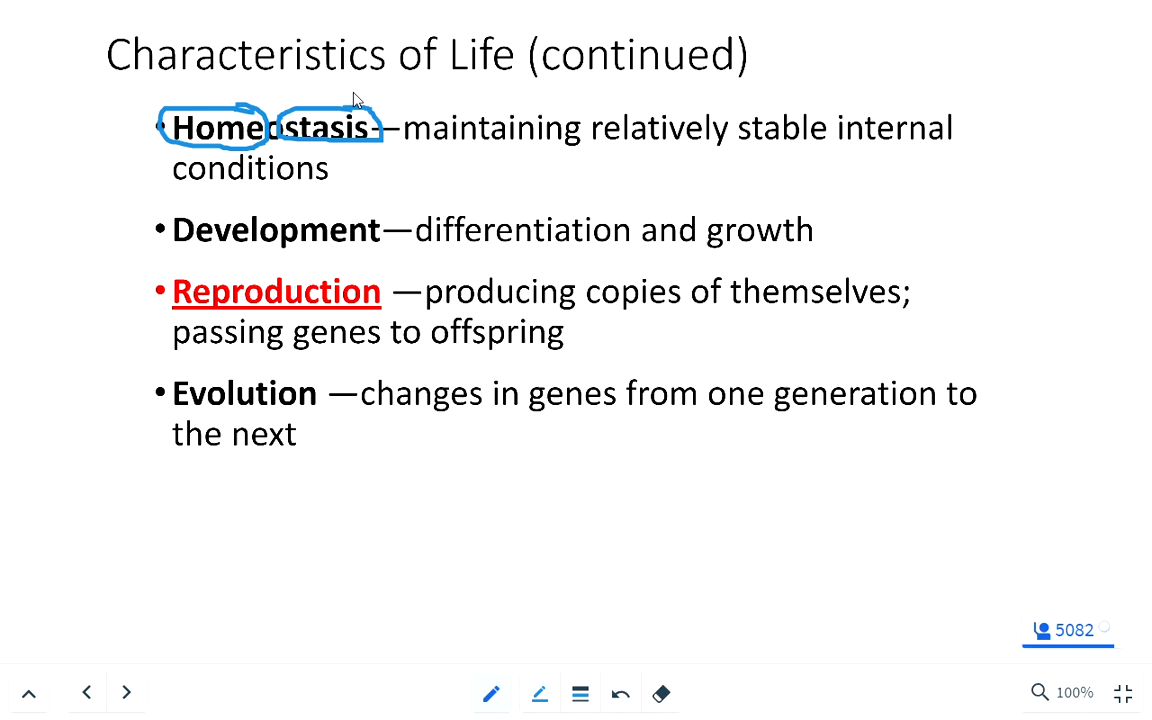 Characteristics of Life (continued)
• Homeostasis—maintaining relatively stable internal
conditions
• Development—differentiation and growth
• Reproduction —producing copies of themselves;
passing genes to offspring
• Evolution —changes in genes from one generation to
the next
5082
100%